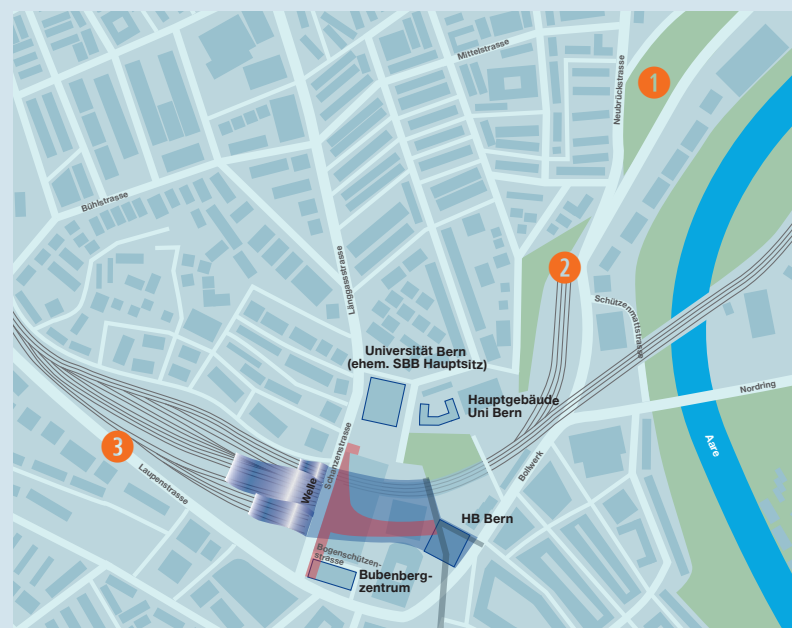 Mittelstrasse
Neubrückstrasse
1
Bühlstrasse
Länggassstrasse
2
Schützenmattstrasse
Universität Bern
(ehem. SBB Hauptsitz)
Hauptgebäude
Uni Bern
Nordring
Aare
3
Laupenstrasse
Schanzenstrasse
Welle
Bollwerk
HB Bern
Bogenschützen-
strasse
Bubenberg-
zentrum